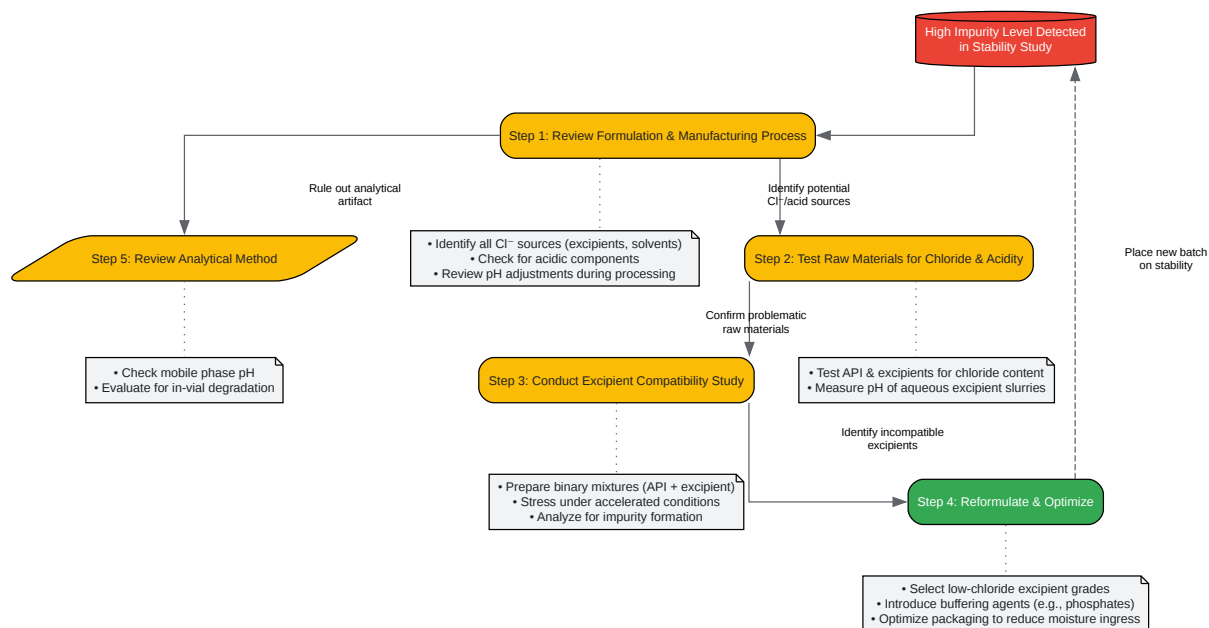 High Impurity Level Detected
in Stability Study
Step 1: Review Formulation & Manufacturing Process
Rule out analytical
artifact
Identify potential
Cl⁻/acid sources
• Identify all Cl⁻ sources (excipients, solvents)
• Check for acidic components
• Review pH adjustments during processing
Step 5: Review Analytical Method
Step 2: Test Raw Materials for Chloride & Acidity
Place new batch
on stability
Confirm problematic
raw materials
• Check mobile phase pH
• Evaluate for in-vial degradation
Step 3: Conduct Excipient Compatibility Study
• Test API & excipients for chloride content
• Measure pH of aqueous excipient slurries
Identify incompatible
excipients
• Prepare binary mixtures (API + excipient)
• Stress under accelerated conditions
• Analyze for impurity formation
Step 4: Reformulate & Optimize
• Select low-chloride excipient grades
• Introduce buffering agents (e.g., phosphates)
• Optimize packaging to reduce moisture ingress